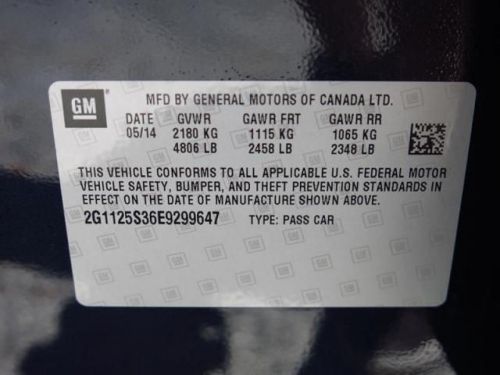 GM
MFD BY GENERAL MOTORS OF CANADA LTD.
DATE GVWR GAWR FRT GAWR RR
05/14 2180 KG 1115 KG 1065 KG
4806 LB 2458 LB 2348 LB
THIS VEHICLE CONFORMS TO ALL APPLICABLE U.S. FEDERAL MOTOR
VEHICLE SAFETY, BUMPER, AND THEFT PREVENTION STANDARDS IN
EFFECT ON THE DATE OF MANUFACTURE SHOWN ABOVE.
2G1125S36E9299647 TYPE: PASS CAR